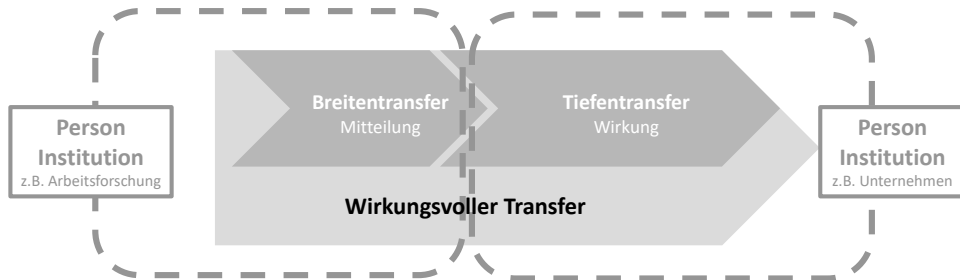 Person
Institution
z.B. Arbeitsforschung
Breitentransfer
Mitteilung
Tiefentransfer
Wirkung
Wirkungsvoller Transfer
Person
Institution
z.B. Unternehmen